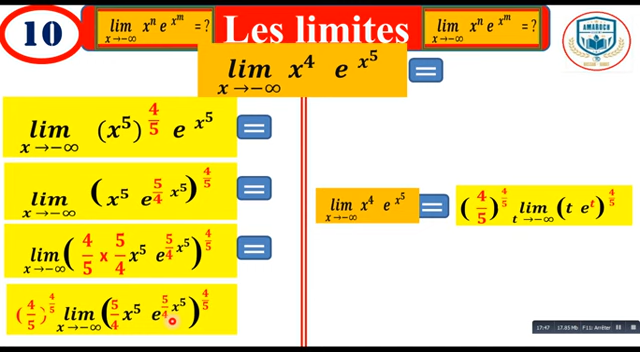 10
lim x→−∞ xⁿ e^(x^m) = ?
Les limites
lim x→−∞ xⁿ e^(x^m) = ?
AMAROCH
lim x→−∞ x⁴ e^(x⁵) =
lim x→−∞ (x⁵)^(4/5) e^(x⁵) =
lim x→−∞ (x⁵ e^(5/4 x⁵))^(4/5) =
lim x→−∞ (4/5 x 5/4 x⁵ e^(5/4 x⁵))^(4/5) =
(4/5)^(4/5) lim x→−∞ (5/4 x⁵ e^(5/4 x⁵))^(4/5)
lim x→−∞ x⁴ e^(x⁵) = (4/5)^(4/5) lim t→−∞ (t e^t)^(4/5)
17:47 17.85 Mb F11: Arrêter